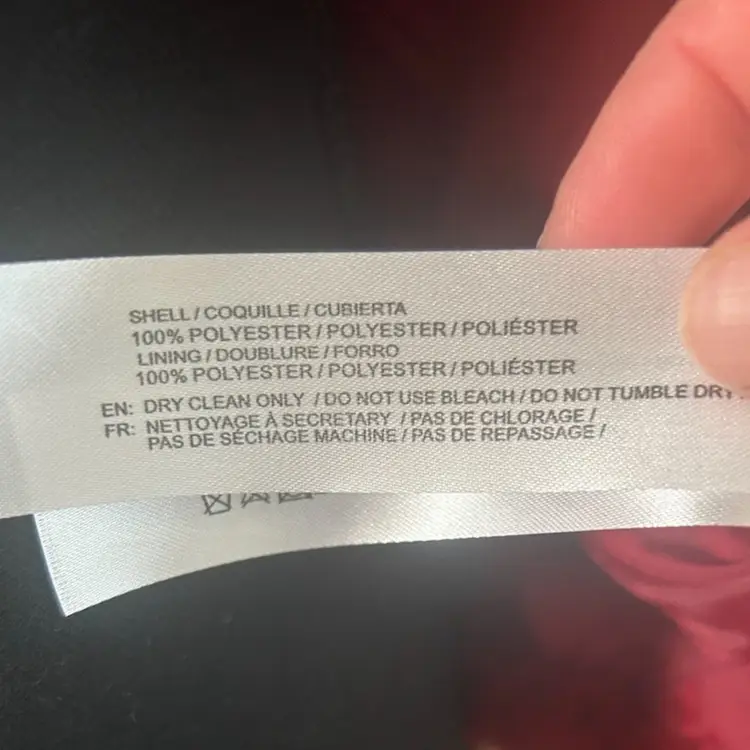 SHELL / COQUILLE / CUBIERTA
100% POLYESTER / POLYESTER / POLIÉSTER
LINING / DOUBLURE / FORRO
100% POLYESTER / POLYESTER / POLIÉSTER
EN: DRY CLEAN ONLY / DO NOT USE BLEACH / DO NOT TUMBLE DRY
FR: NETTOYAGE À SECRETARY / PAS DE CHLORAGE /
PAS DE SÉCHAGE MACHINE / PAS DE REPASSAGE /